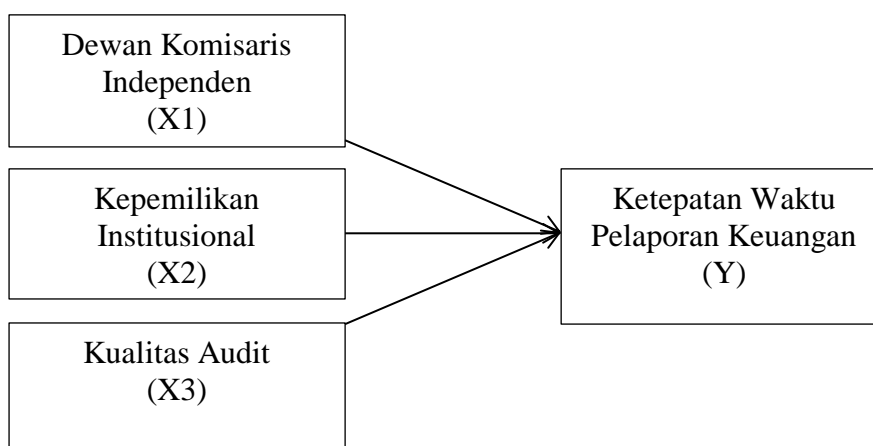 Dewan Komisaris
Independen
(X1)
Kepemilikan
Institusional
(X2)
Kualitas Audit
(X3)
Ketepatan Waktu
Pelaporan Keuangan
(Y)